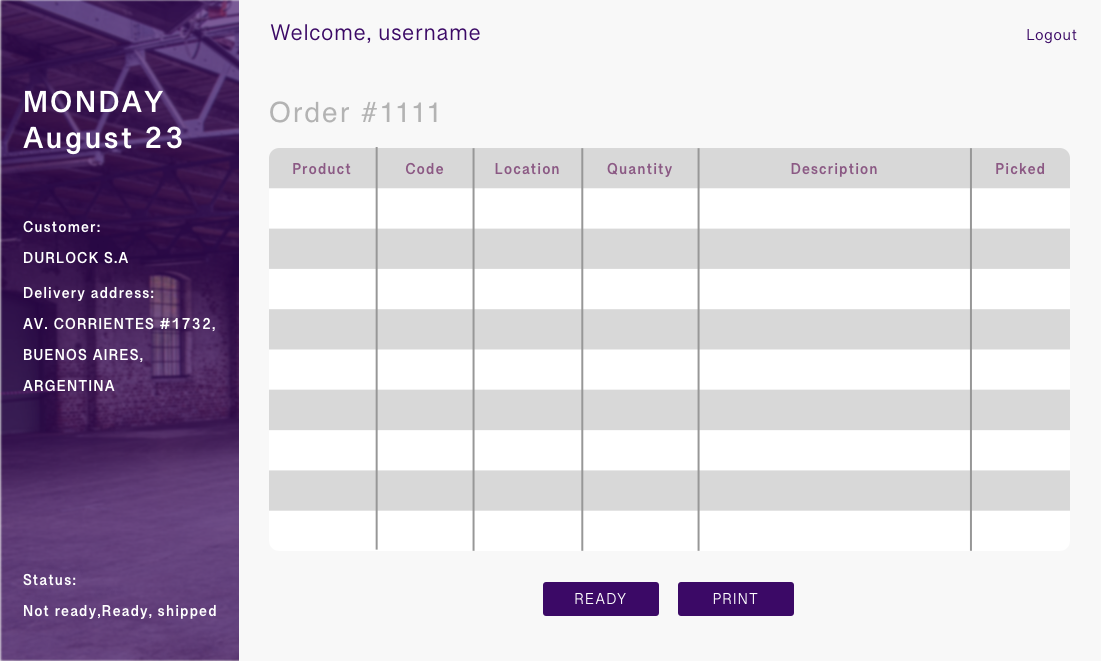 Welcome, username
Logout
MONDAY
August 23
Customer:
DURLOCK S.A
Delivery address:
AV. CORRIENTES #1732,
BUENOS AIRES,
ARGENTINA
Status:
Not ready,Ready, shipped
Order #1111
Product Code Location Quantity Description Picked
READY PRINT